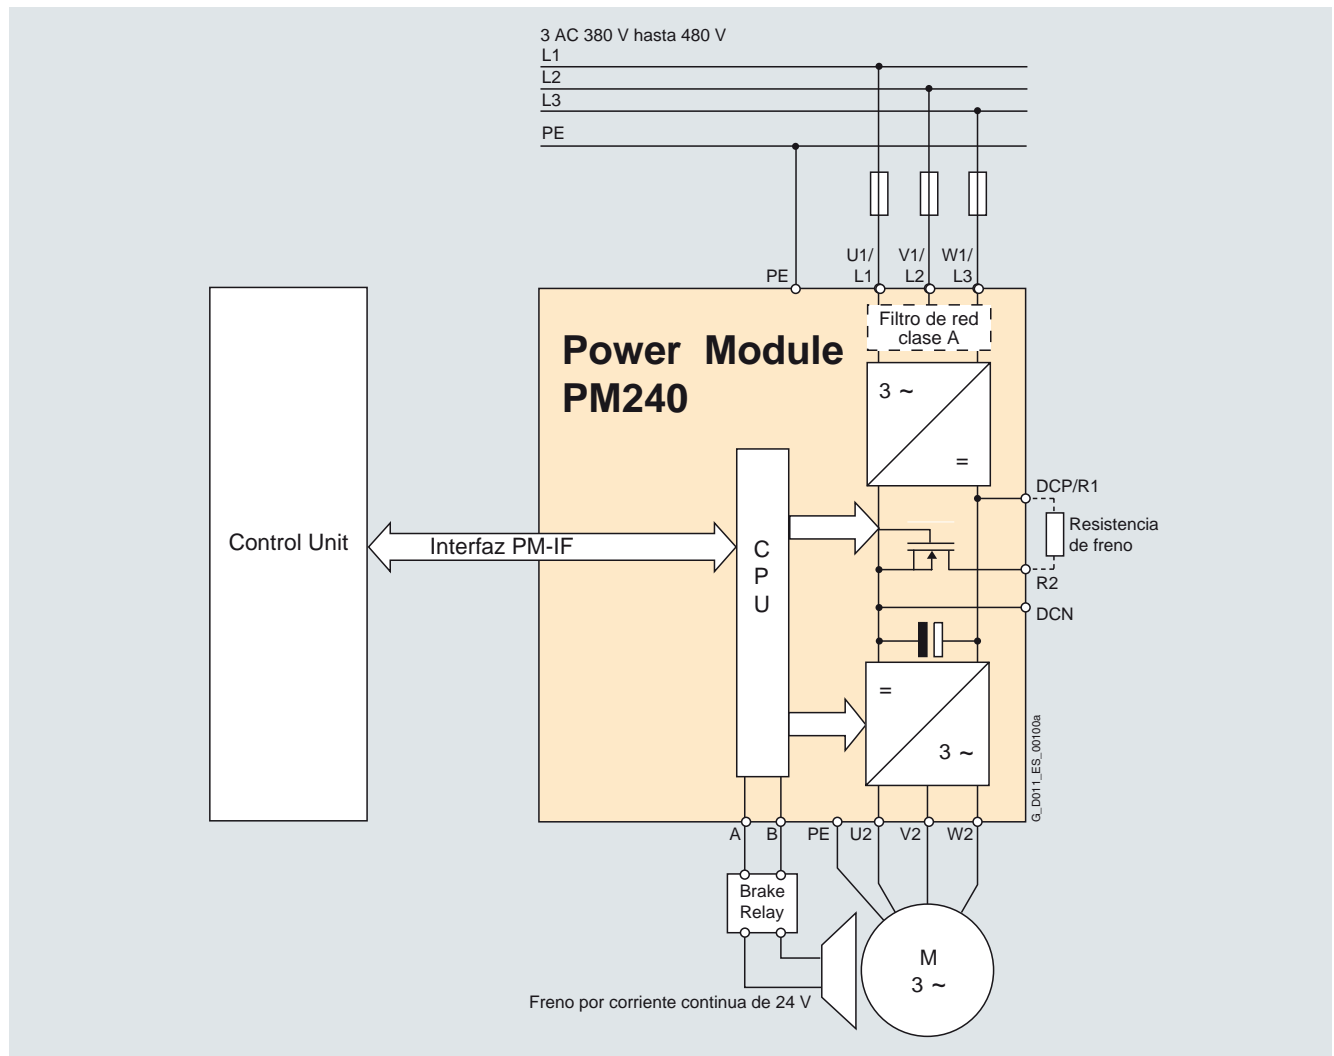 3 AC 380 V hasta 480 V
L1
L2
L3
PE
U1/ V1/ W1/
PE L1 L2 L3
Filtro de red
clase A
Power Module
PM240
3 ~
=
DCP/R1
Resistencia
de freno
Control Unit
Interfaz PM-IF
C
P
U
R2
DCN
=
3 ~
G_D011_ES_00100a
A B PE U2 V2 W2
Brake
Relay
M
3 ~
Freno por corriente continua de 24 V